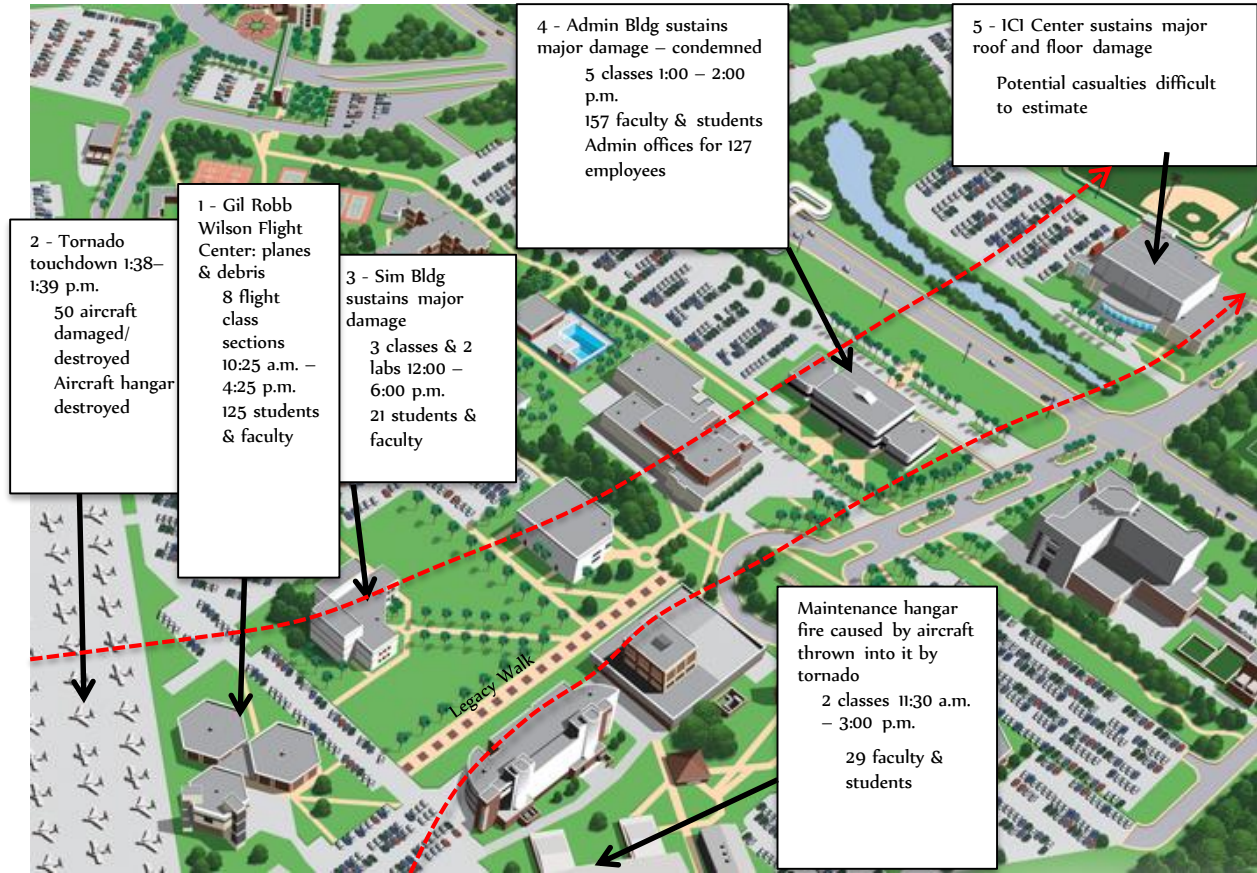 2 - Tornado
touchdown 1:38–
1:39 p.m.
50 aircraft
damaged/
destroyed
Aircraft hangar
destroyed
1 - Gil Robb
Wilson Flight
Center: planes
& debris
8 flight
class
sections
10:25 a.m. –
4:25 p.m.
125 students
& faculty
3 - Sim Bldg
sustains major
damage
3 classes & 2
labs 12:00 –
6:00 p.m.
21 students &
faculty
4 - Admin Bldg sustains
major damage – condemned
5 classes 1:00 – 2:00
p.m.
157 faculty & students
Admin offices for 127
employees
5 - ICI Center sustains major
roof and floor damage
Potential casualties difficult
to estimate
Legacy Walk
Maintenance hangar
fire caused by aircraft
thrown into it by
tornado
2 classes 11:30 a.m.
– 3:00 p.m.
29 faculty &
students